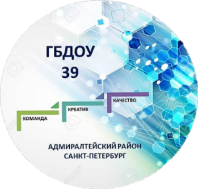 ГБДОУ
39
КАЧЕСТВО
КРЕАТИВ
КОМАНДА
АДМИРАЛТЕЙСКИЙ РАЙОН
САНКТ-ПЕТЕРБУРГ